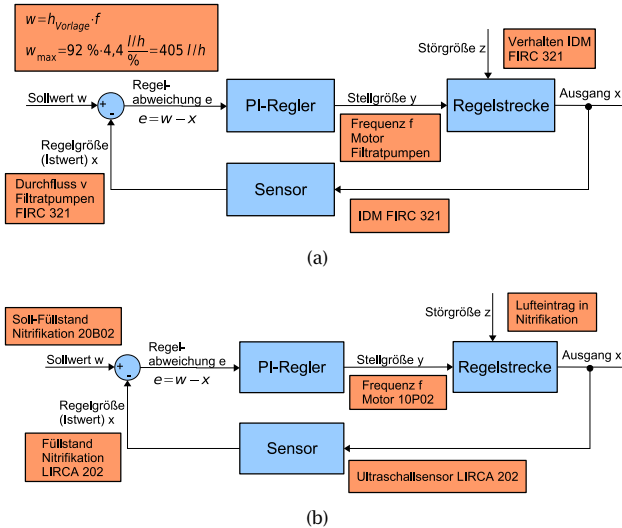 w=h_Vorlage·f
w_max=92 %·4,4 (l/h)/% =405 l/h
Störgröße z
Verhalten IDM
FIRC 321
Sollwert w
+
-
Regel-
abweichung e
e=w−x
PI-Regler
Stellgröße y
Regelstrecke
Ausgang x
Frequenz f
Motor
Filtratpumpen
Regelgröße
(Istwert) x
Durchfluss v
Filtratpumpen
FIRC 321
Sensor
IDM FIRC 321
(a)
Soll-Füllstand
Nitrifikation 20B02
Störgröße z
Lufteintrag in
Nitrifikation
Sollwert w
+
-
Regel-
abweichung e
e=w−x
PI-Regler
Stellgröße y
Regelstrecke
Ausgang x
Frequenz f
Motor 10P02
Regelgröße
(Istwert) x
Füllstand
Nitrifikation
LIRCA 202
Sensor
Ultraschallsensor LIRCA 202
(b)